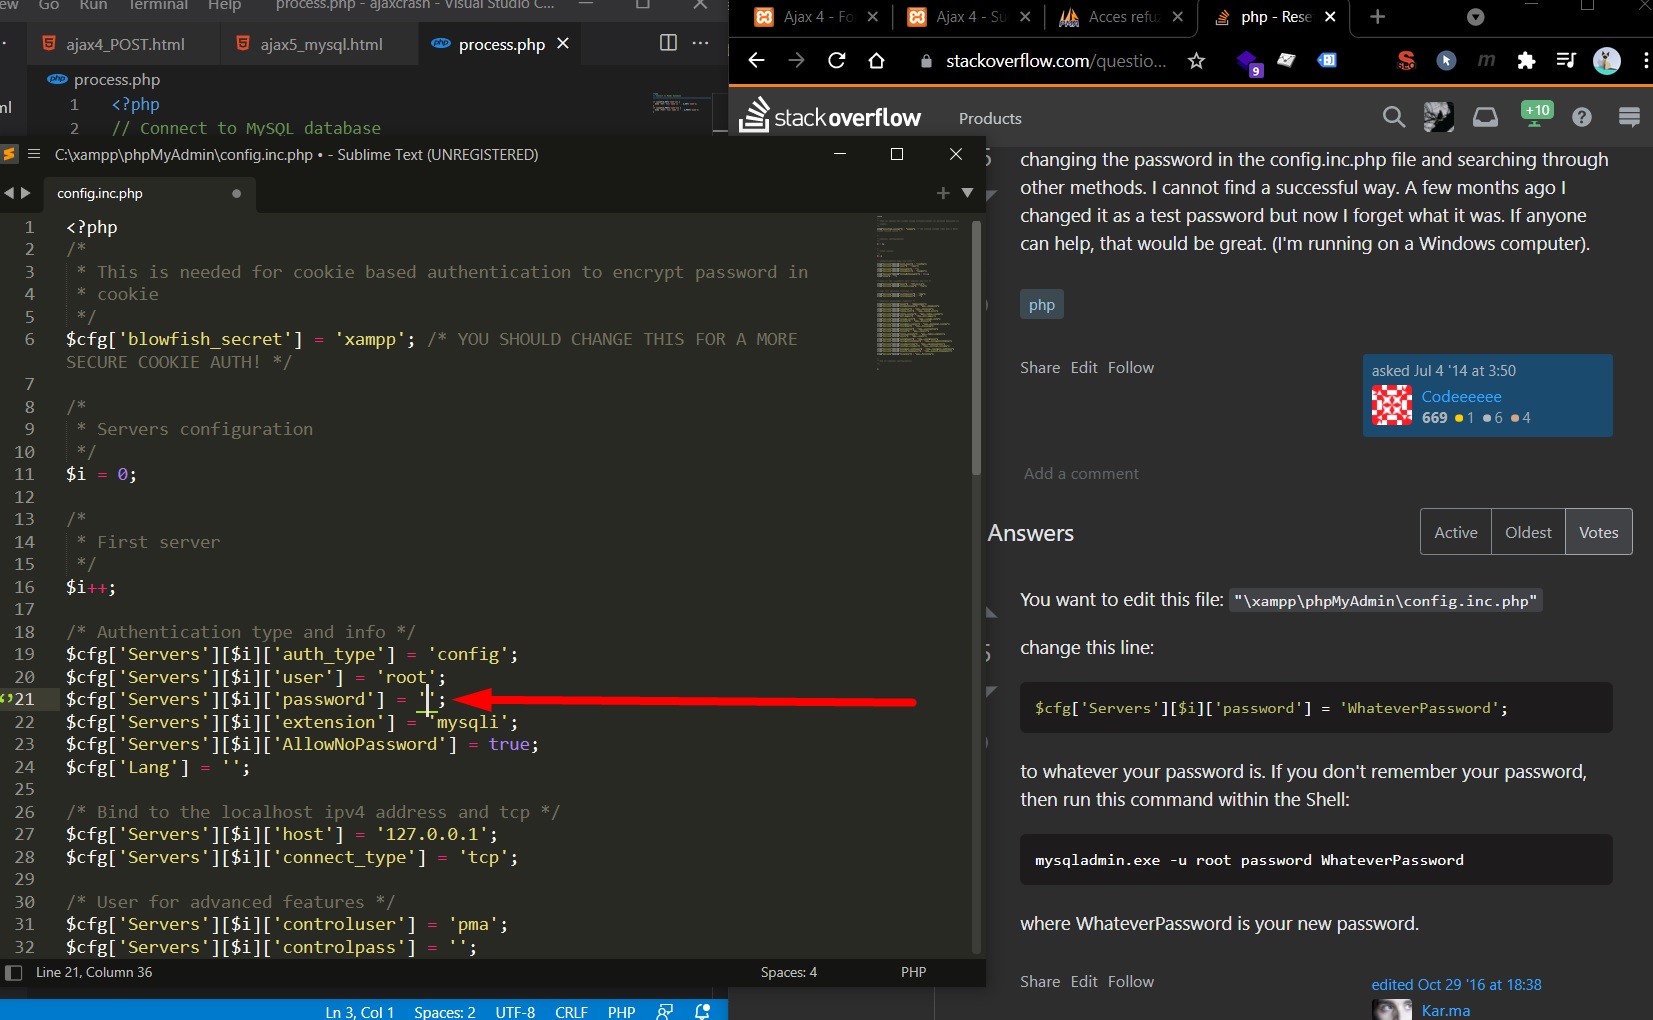 Go Run Terminal Help process.php - ajaxcrash - Visual Studio C...
ajax4_POST.html ajax5_mysql.html process.php
process.php
1 <?php
2 // Connect to MySQL database
C:\xampp\phpMyAdmin\config.inc.php • - Sublime Text (UNREGISTERED)
config.inc.php
1 <?php
2 /*
3 * This is needed for cookie based authentication to encrypt password in
4 * cookie
5 */
6 $cfg['blowfish_secret'] = 'xampp'; /* YOU SHOULD CHANGE THIS FOR A MORE
SECURE COOKIE AUTH! */
7
8 /*
9 * Servers configuration
10 */
11 $i = 0;
12
13 /*
14 * First server
15 */
16 $i++;
17
18 /* Authentication type and info */
19 $cfg['Servers'][$i]['auth_type'] = 'config';
20 $cfg['Servers'][$i]['user'] = 'root';
21 $cfg['Servers'][$i]['password'] = '';
22 $cfg['Servers'][$i]['extension'] = 'mysqli';
23 $cfg['Servers'][$i]['AllowNoPassword'] = true;
24 $cfg['Lang'] = '';
25
26 /* Bind to the localhost ipv4 address and tcp */
27 $cfg['Servers'][$i]['host'] = '127.0.0.1';
28 $cfg['Servers'][$i]['connect_type'] = 'tcp';
29
30 /* User for advanced features */
31 $cfg['Servers'][$i]['controluser'] = 'pma';
32 $cfg['Servers'][$i]['controlpass'] = '';
Line 21, Column 36 Spaces: 4 PHP
Ln 3, Col 1 Spaces: 2 UTF-8 CRLF PHP
Ajax 4 - Fo Ajax 4 - Su Acces refuz php - Rese
stackoverflow.com/questio... 9
stackoverflow Products +10
changing the password in the config.inc.php file and searching through
other methods. I cannot find a successful way. A few months ago I
changed it as a test password but now I forget what it was. If anyone
can help, that would be great. (I'm running on a Windows computer).
php
Share Edit Follow
asked Jul 4 '14 at 3:50
Codeeeeee
669 1 6 4
Add a comment
Answers
Active Oldest Votes
You want to edit this file: "\xampp\phpMyAdmin\config.inc.php"
change this line:
$cfg['Servers'][$i]['password'] = 'WhateverPassword';
to whatever your password is. If you don't remember your password,
then run this command within the Shell:
mysqladmin.exe -u root password WhateverPassword
where WhateverPassword is your new password.
Share Edit Follow
edited Oct 29 '16 at 18:38
Kar.ma